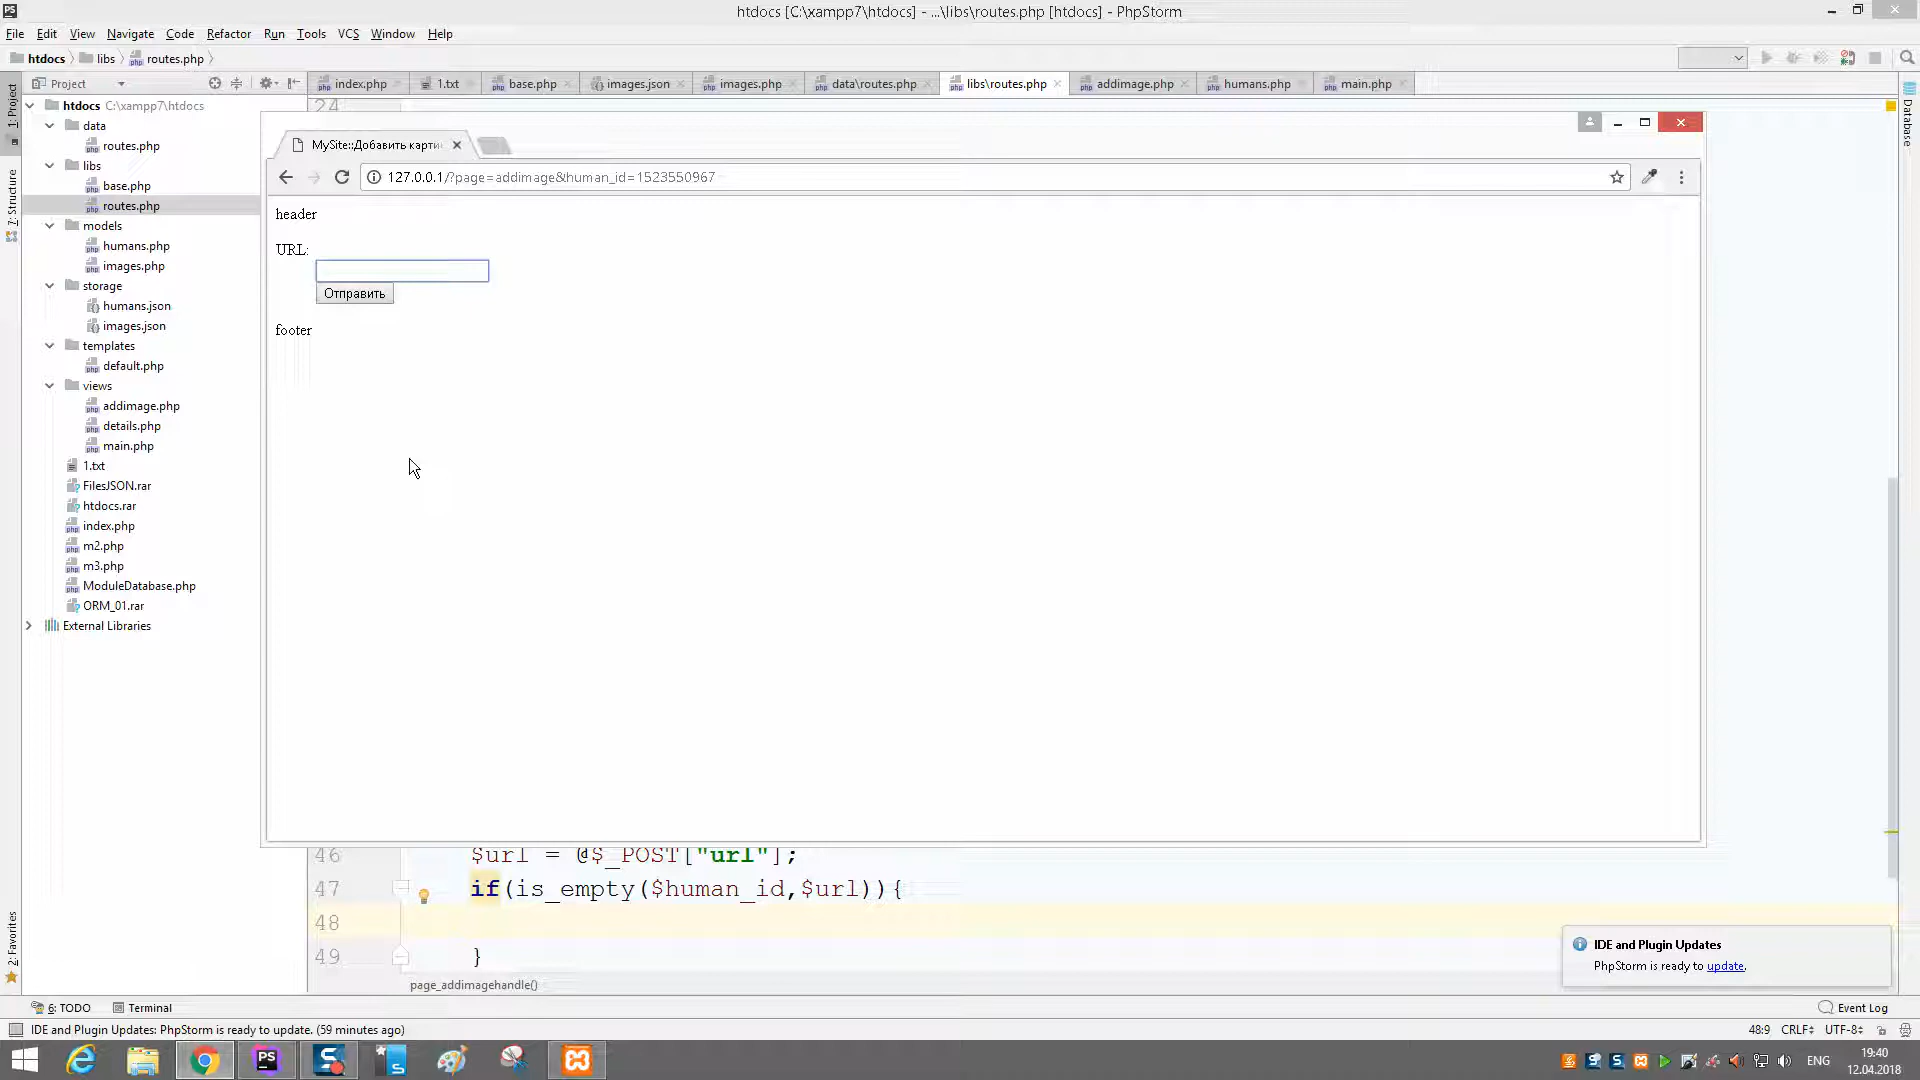 htdocs [C:\xampp7\htdocs] - ...\libs\routes.php [htdocs] - PhpStorm
File Edit View Navigate Code Refactor Run Tools VCS Window Help
htdocs libs routes.php
Project
index.php 1.txt base.php images.json images.php data\routes.php libs\routes.php addimage.php humans.php main.php
1: Project
7: Structure
2: Favorites
Database
htdocs C:\xampp7\htdocs
data
routes.php
libs
base.php
routes.php
models
humans.php
images.php
storage
humans.json
images.json
templates
default.php
views
addimage.php
details.php
main.php
1.txt
FilesJSON.rar
htdocs.rar
index.php
m2.php
m3.php
ModuleDatabase.php
ORM_01.rar
External Libraries
24
MySite::Добавить карти
127.0.0.1/?page=addimage&human_id=1523550967
header
URL:
Отправить
footer
46 $url = @$_POST["url"];
47 if(is_empty($human_id,$url)){
48
49 }
page_addimagehandle()
IDE and Plugin Updates
PhpStorm is ready to update.
6: TODO Terminal Event Log
IDE and Plugin Updates: PhpStorm is ready to update. (59 minutes ago) 48:9 CRLF UTF-8
ENG 19:40
12.04.2018